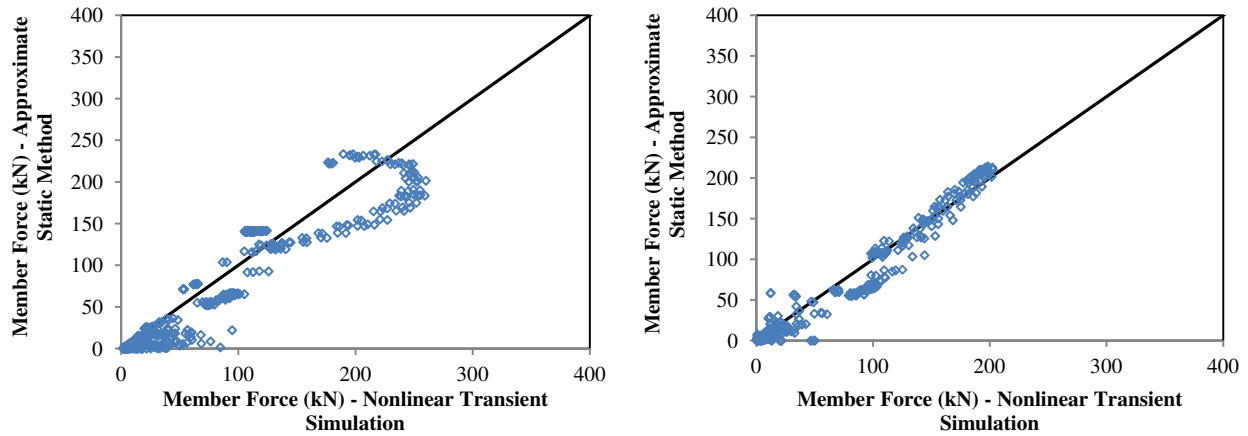 Member Force (kN) - Approximate
Static Method
400
350
300
250
200
150
100
50
0
0 100 200 300 400
Member Force (kN) - Nonlinear Transient
Simulation
Member Force (kN) - Approximate
Static Method
400
350
300
250
200
150
100
50
0
0 100 200 300 400
Member Force (kN) - Nonlinear Transient
Simulation